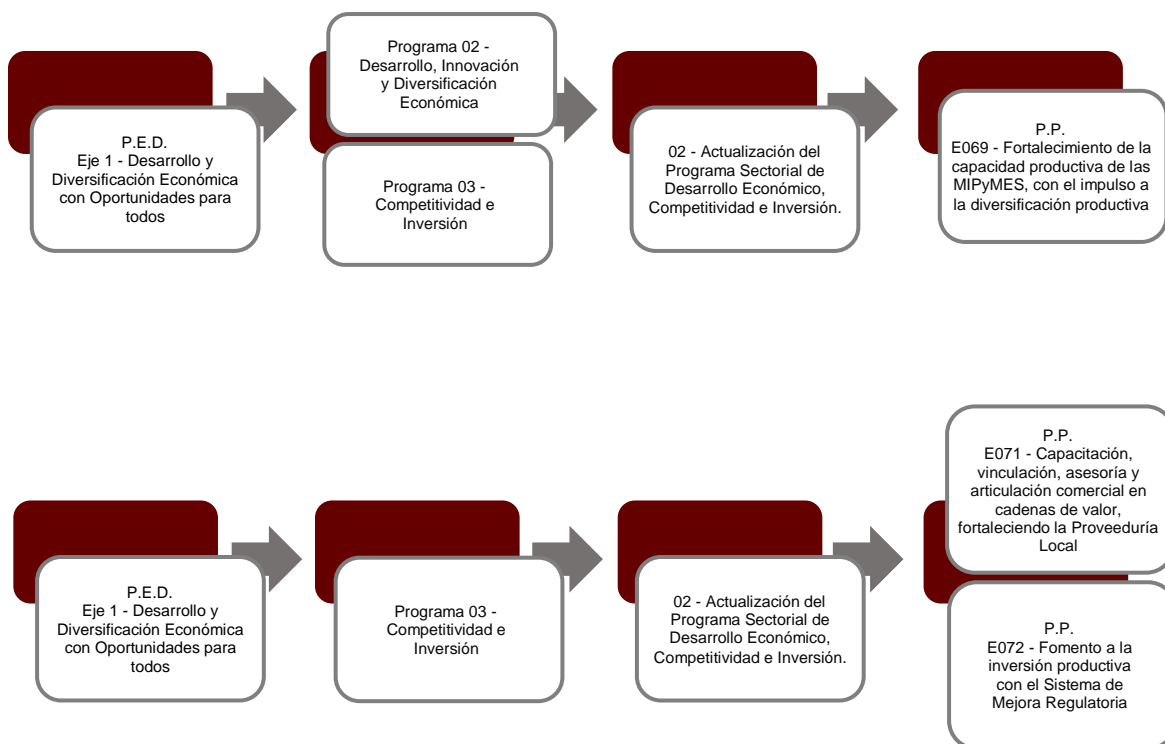 P.E.D.
Eje 1 - Desarrollo y
Diversificación Económica
con Oportunidades para
todos
Programa 02 -
Desarrollo, Innovación
y Diversificación
Económica
Programa 03 -
Competitividad e
Inversión
02 - Actualización del
Programa Sectorial de
Desarrollo Económico,
Competitividad e Inversión.
P.P.
E069 - Fortalecimiento de la
capacidad productiva de las
MIPyMES, con el impulso a
la diversificación productiva
P.E.D.
Eje 1 - Desarrollo y
Diversificación Económica
con Oportunidades para
todos
Programa 03 -
Competitividad e
Inversión
02 - Actualización del
Programa Sectorial de
Desarrollo Económico,
Competitividad e Inversión.
P.P.
E071 - Capacitación,
vinculación, asesoría y
articulación comercial en
cadenas de valor,
fortaleciendo la Proveeduría
Local
P.P.
E072 - Fomento a la
inversión productiva
con el Sistema de
Mejora Regulatoria